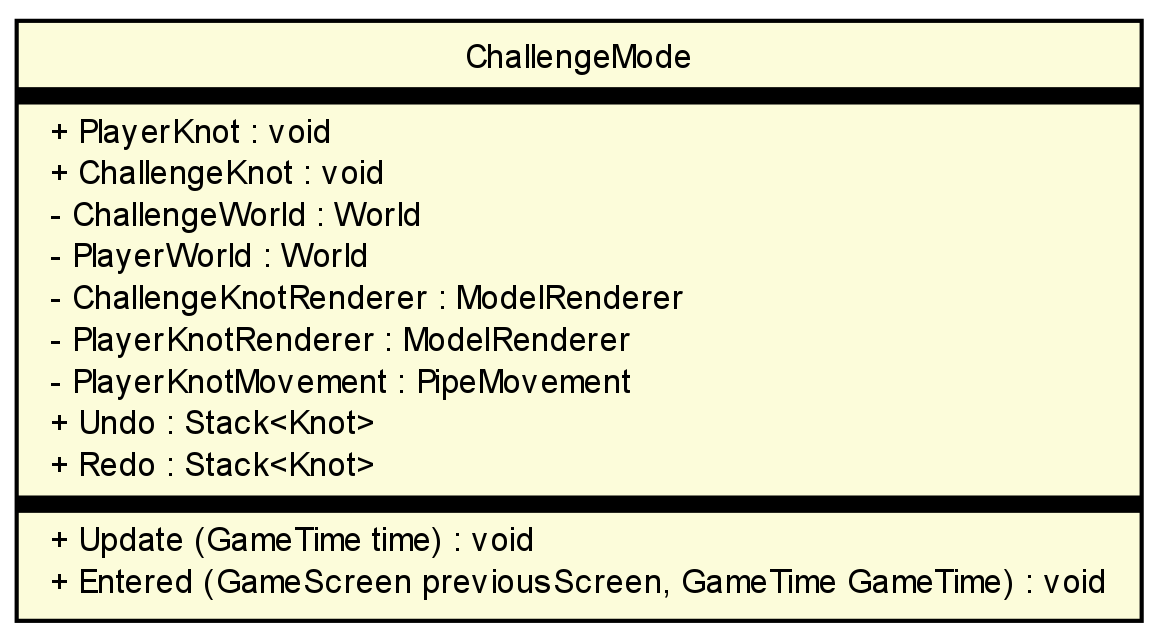 ChallengeMode
+ PlayerKnot : void
+ ChallengeKnot : void
- ChallengeWorld : World
- PlayerWorld : World
- ChallengeKnotRenderer : ModelRenderer
- PlayerKnotRenderer : ModelRenderer
- PlayerKnotMovement : PipeMovement
+ Undo : Stack<Knot>
+ Redo : Stack<Knot>
+ Update (GameTime time) : void
+ Entered (GameScreen previousScreen, GameTime GameTime) : void